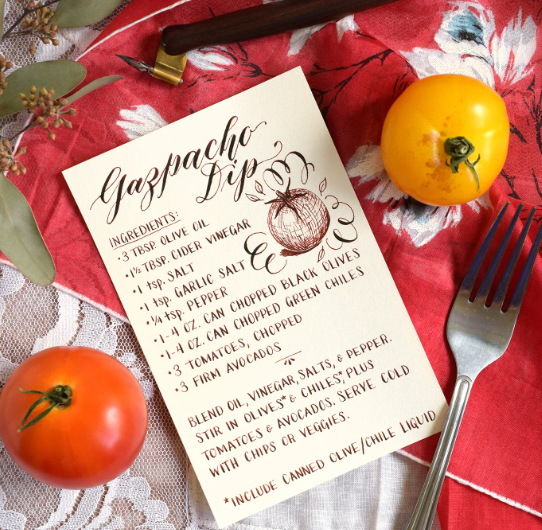 Gazpacho
Dip
INGREDIENTS:
• 3 TBSP. OLIVE OIL
• 1½ TBSP. CIDER VINEGAR
• 1 tsp. SALT
• 1 tsp. GARLIC SALT
• ¼ tsp. PEPPER
• 1-4 OZ. CAN CHOPPED BLACK OLIVES
• 1-4 OZ. CAN CHOPPED GREEN CHILES
• 3 TOMATOES, CHOPPED
• 3 FIRM AVOCADOS
BLEND OIL, VINEGAR, SALTS, & PEPPER.
STIR IN OLIVES* & CHILES,* PLUS
TOMATOES & AVOCADOS. SERVE COLD
WITH CHIPS OR VEGGIES.
*INCLUDE CANNED OLIVE/CHILE LIQUID